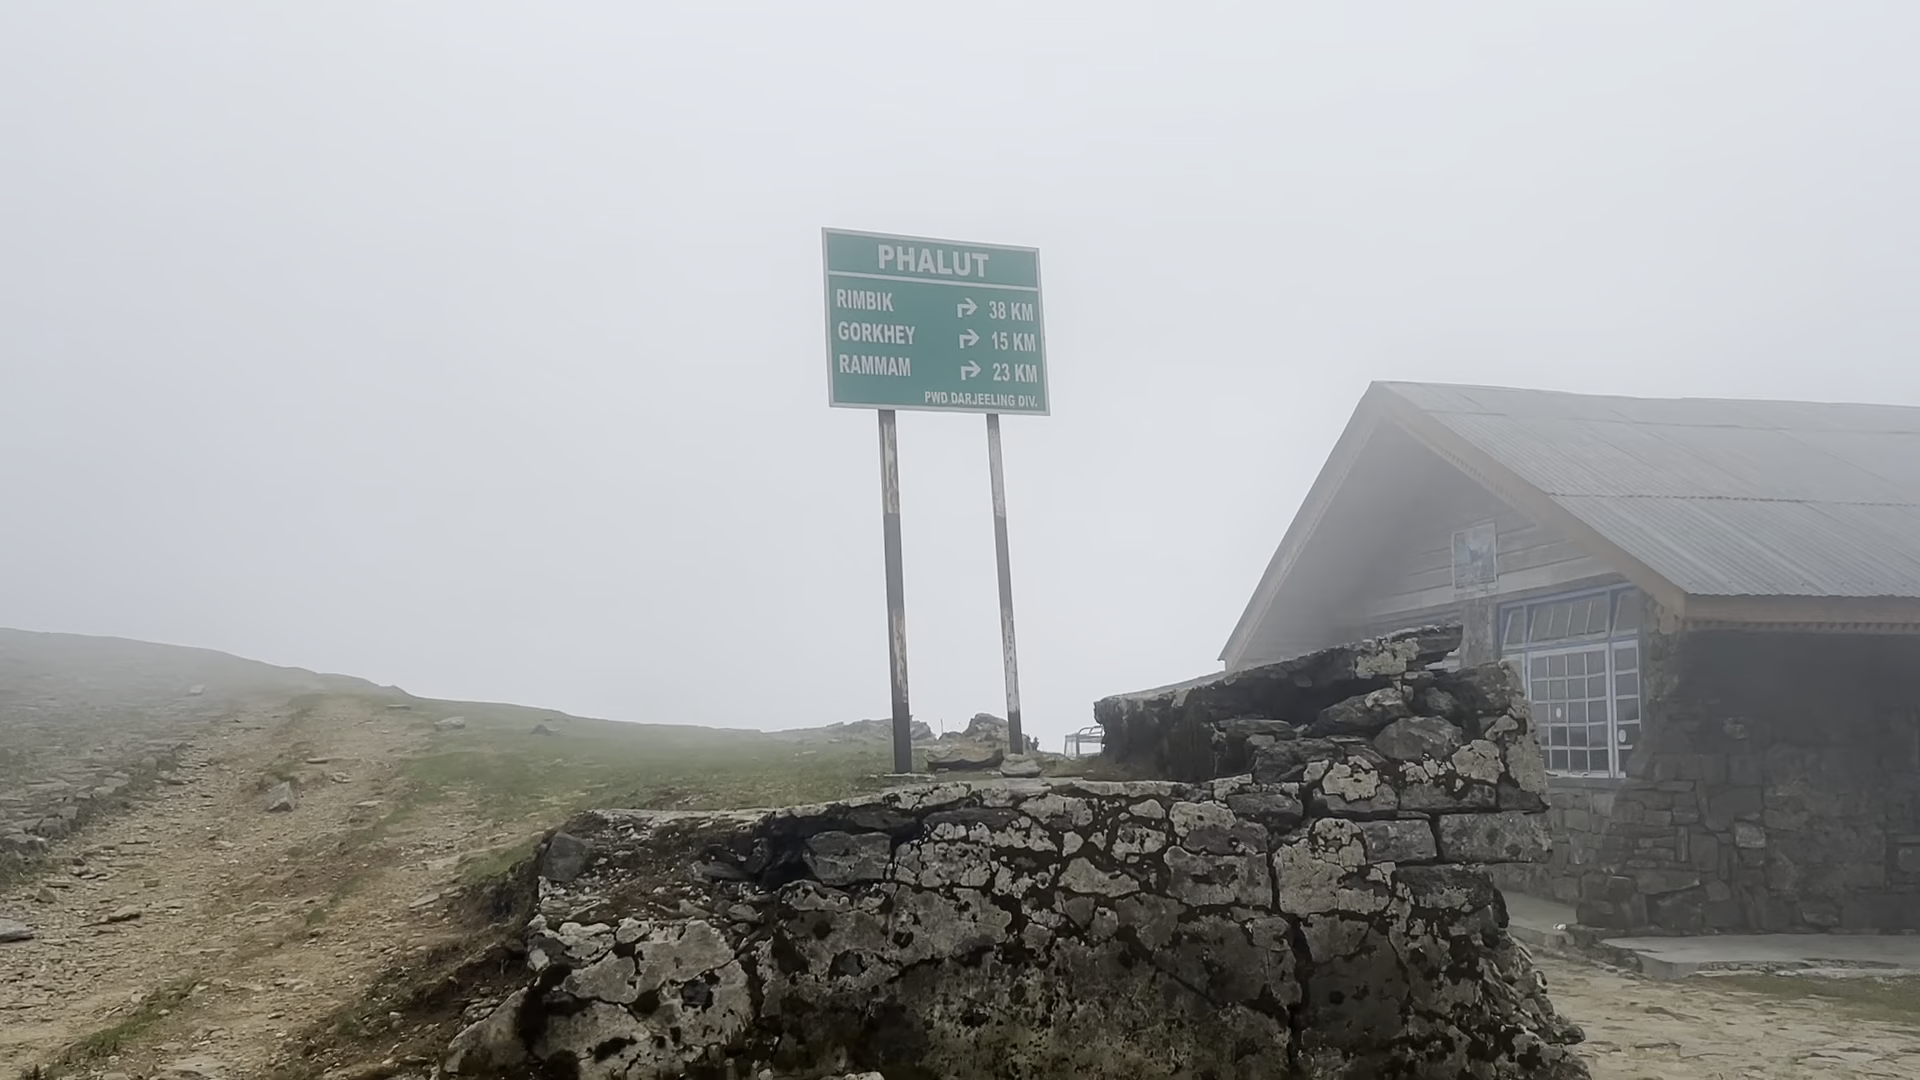 PHALUT
RIMBIK ↱ 38 KM
GORKHEY ↱ 15 KM
RAMMAM ↱ 23 KM
PWD DARJEELING DIV.